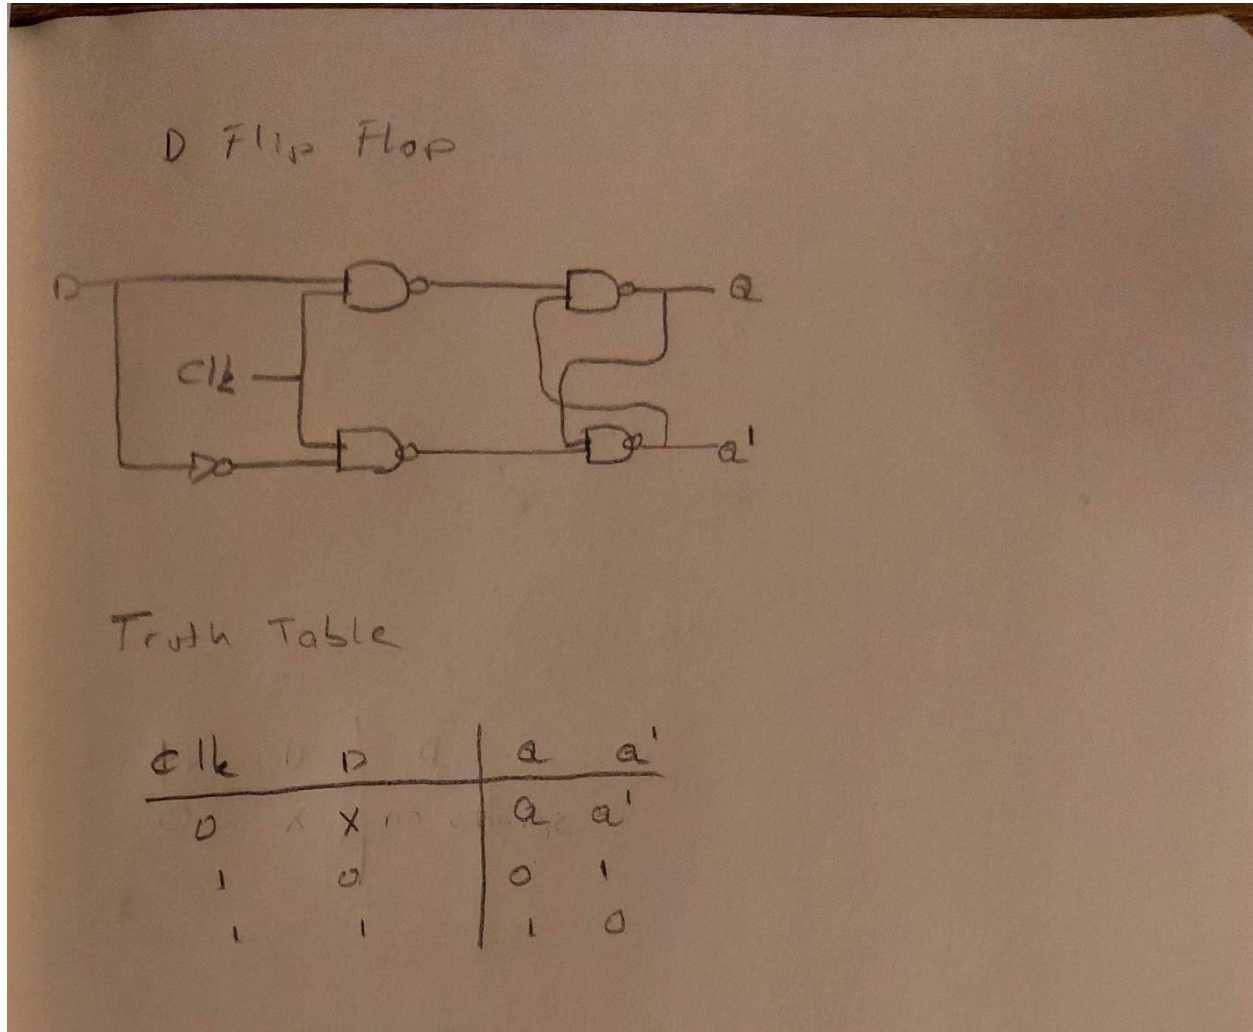 D Flip Flop
D
Q
Clk
Q'
Truth Table
Clk D Q Q'
0 X Q Q'
1 0 0 1
1 1 1 0